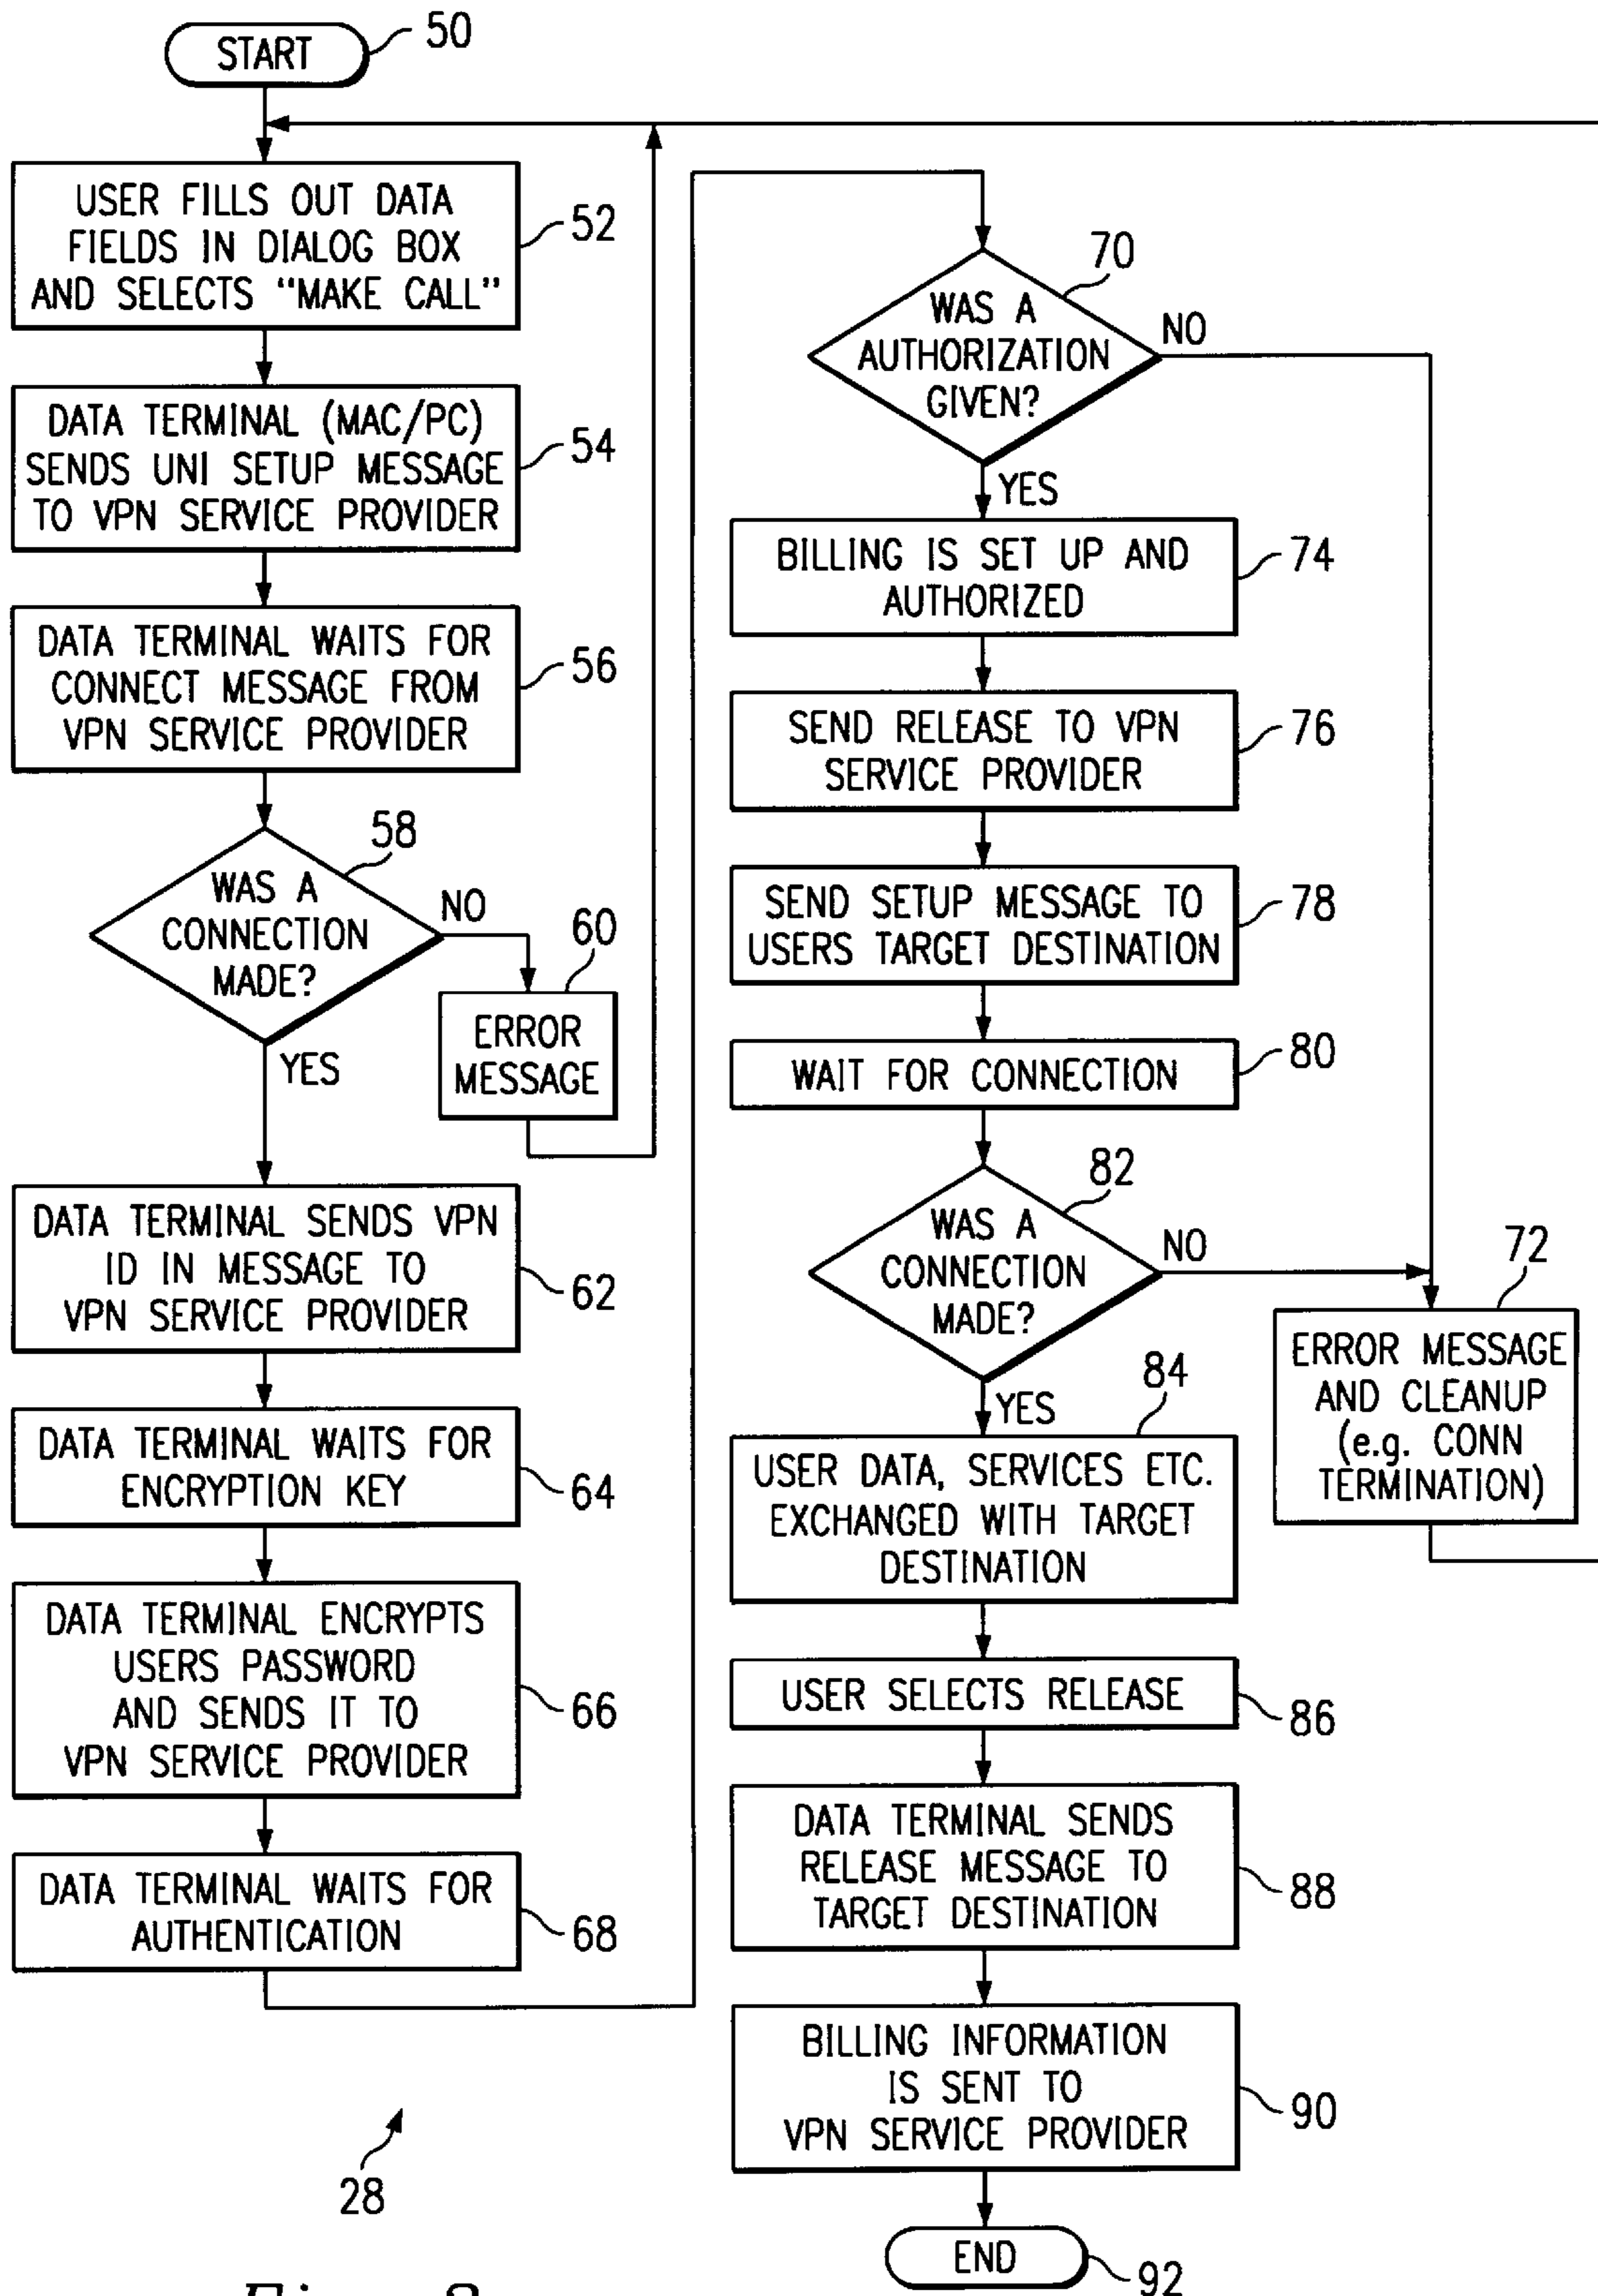 START
50
USER FILLS OUT DATA
FIELDS IN DIALOG BOX
AND SELECTS "MAKE CALL"
52
DATA TERMINAL (MAC/PC)
SENDS UNI SETUP MESSAGE
TO VPN SERVICE PROVIDER
54
DATA TERMINAL WAITS FOR
CONNECT MESSAGE FROM
VPN SERVICE PROVIDER
56
58
WAS A
CONNECTION
MADE?
NO
YES
60
ERROR
MESSAGE
DATA TERMINAL SENDS VPN
ID IN MESSAGE TO
VPN SERVICE PROVIDER
62
DATA TERMINAL WAITS FOR
ENCRYPTION KEY
64
DATA TERMINAL ENCRYPTS
USERS PASSWORD
AND SENDS IT TO
VPN SERVICE PROVIDER
66
DATA TERMINAL WAITS FOR
AUTHENTICATION
68
70
WAS A
AUTHORIZATION
GIVEN?
NO
YES
BILLING IS SET UP AND
AUTHORIZED
74
SEND RELEASE TO VPN
SERVICE PROVIDER
76
SEND SETUP MESSAGE TO
USERS TARGET DESTINATION
78
WAIT FOR CONNECTION
80
82
WAS A
CONNECTION
MADE?
NO
YES
72
ERROR MESSAGE
AND CLEANUP
(e.g. CONN
TERMINATION)
84
USER DATA, SERVICES ETC.
EXCHANGED WITH TARGET
DESTINATION
USER SELECTS RELEASE
86
DATA TERMINAL SENDS
RELEASE MESSAGE TO
TARGET DESTINATION
88
BILLING INFORMATION
IS SENT TO
VPN SERVICE PROVIDER
90
END
92
28